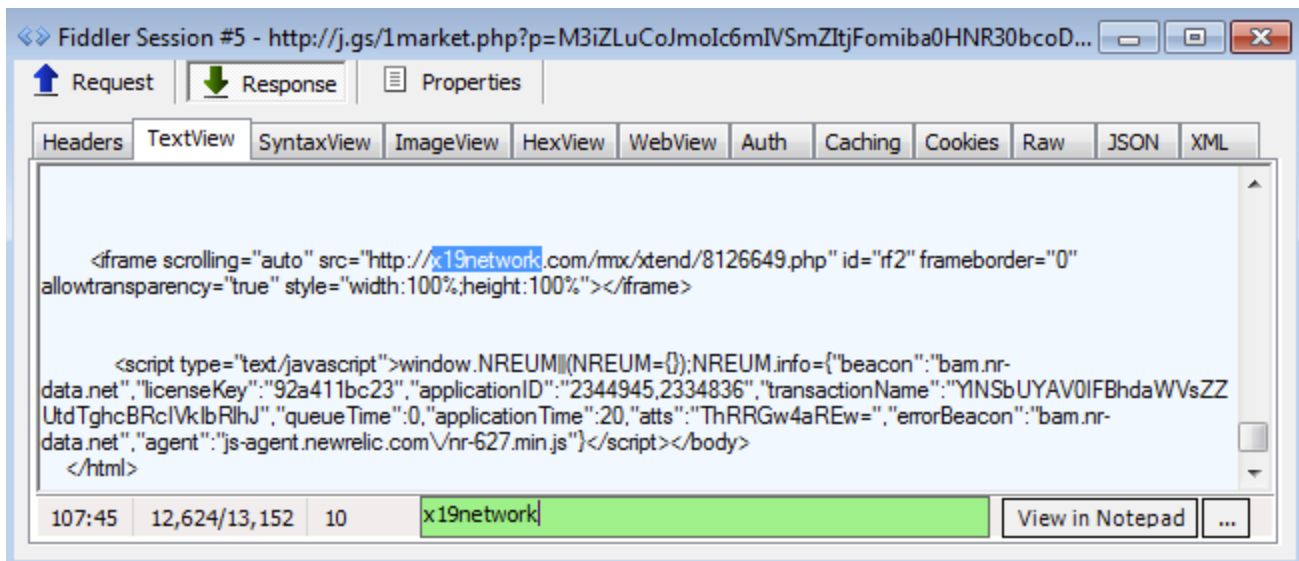 Fiddler Session #5 - http://j.gs/1market.php?p=M3iZLuCoJmoIc6mIVSmZItjFomiba0HNR30bcoD...
Request Response Properties
Headers TextView SyntaxView ImageView HexView WebView Auth Caching Cookies Raw JSON XML
<iframe scrolling="auto" src="http://x19network.com/rmx/xtend/8126649.php" id="rf2" frameborder="0"
allowtransparency="true" style="width:100%;height:100%"></iframe>
<script type="text/javascript">window.NREUM||(NREUM={});NREUM.info={"beacon":"bam.nr-
data.net","licenseKey":"92a411bc23","applicationID":"2344945,2334836","transactionName":"YlNSbUYAV0IFBhdaWVsZZ
UtdTghcBRcIVkIbRlhJ","queueTime":0,"applicationTime":20,"atts":"ThRRGw4aREw=","errorBeacon":"bam.nr-
data.net","agent":"js-agent.newrelic.com\/nr-627.min.js"}</script></body>
</html>
107:45 12,624/13,152 10 x19network View in Notepad ...